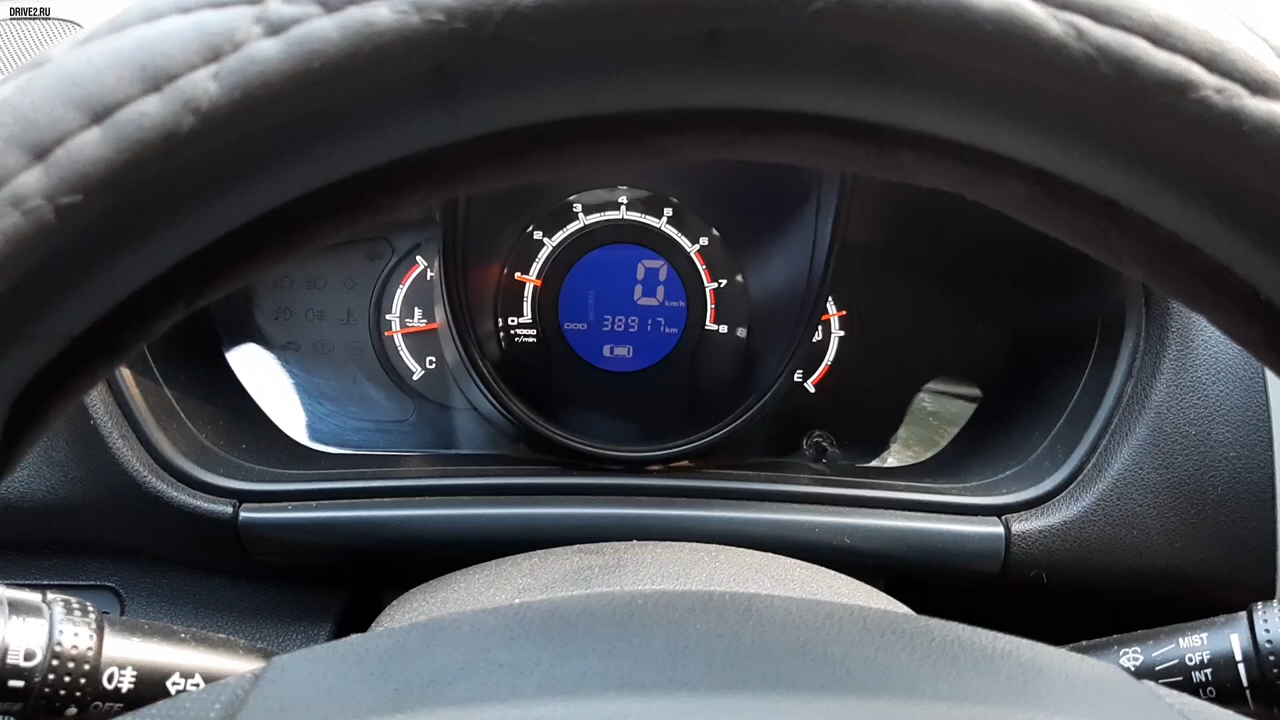 DRIVE2.RU
0 1 2 3 4 5 6 7 8
x1000
r/min
0
km/h
000 38917 km
H
C
E
MIST
OFF
INT
LO
OFF